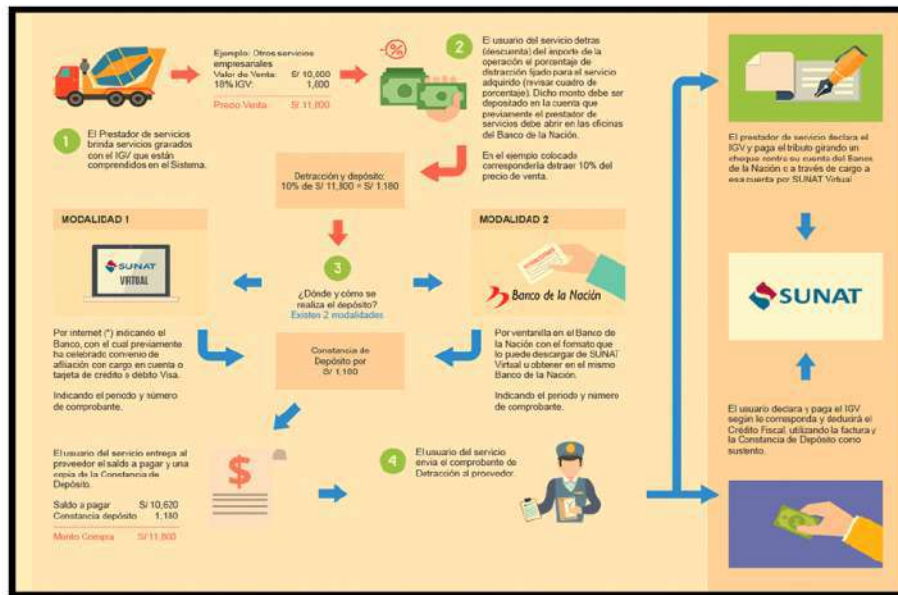 Ejemplo: Otros servicios
empresariales
Valor de Venta: S/ 10,000
18% IGV: 1,800
Precio Venta: S/ 11,800
-%
1
El Prestador de servicios
brinda servicios gravados
con el IGV que están
comprendidos en el Sistema.
2
El usuario del servicio detrae
(descuenta) del importe de la
operación el porcentaje de
detracción fijado para el servicio
adquirido (revisar cuadro de
porcentaje). Dicho monto debe ser
depositado en la cuenta que
previamente el prestador de
servicios debe abrir en las oficinas
del Banco de la Nación.
En el ejemplo colocado
correspondería detraer 10% del
precio de venta.
Detracción y depósito:
10% de S/ 11,800 = S/ 1,180
MODALIDAD 1
SUNAT
VIRTUAL
Por internet (*) indicando el
Banco, con el cual previamente
ha celebrado convenio de
afiliación con cargo en cuenta o
tarjeta de crédito o débito Visa.
Indicando el periodo y número
de comprobante.
3
¿Dónde y cómo se
realiza el depósito?
Existen 2 modalidades
Constancia de
Depósito por
S/ 1,180
MODALIDAD 2
Banco de la Nación
Por ventanilla en el Banco de
la Nación con el formato que
lo puede descargar de SUNAT
Virtual u obtener en el mismo
Banco de la Nación.
Indicando el periodo y número
de comprobante.
El usuario del servicio entrega al
proveedor el saldo a pagar y una
copia de la Constancia de
Depósito.
Saldo a pagar S/ 10,620
Constancia depósito 1,180
Monto Compra S/ 11,800
$
4
El usuario del servicio
envia el comprobante de
Detracción al proveedor.
El prestador de servicio declara el
IGV y paga el tributo girando un
cheque contra su cuenta del Banco
de la Nación o a través de cargo a
esa cuenta por SUNAT Virtual
SUNAT
El usuario declara y paga el IGV
según le corresponda y deducirá el
Crédito Fiscal, utilizando la factura y
la Constancia de Depósito como
sustento.